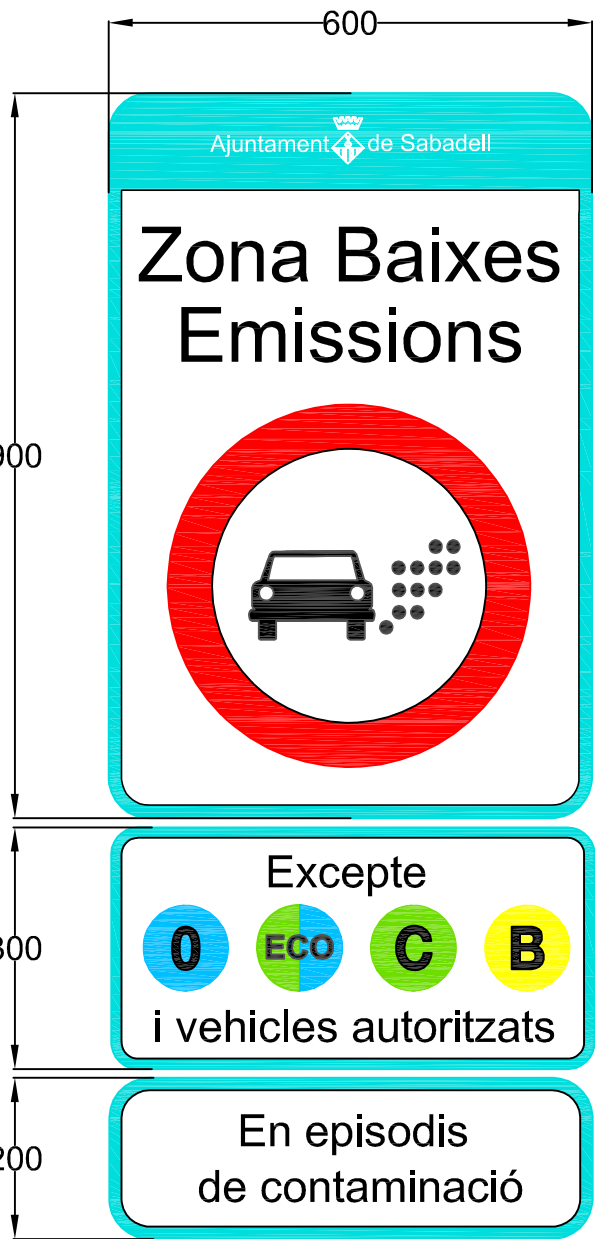 600
Ajuntament de Sabadell
Zona Baixes
Emissions
900
Excepte
0 ECO C B
300
i vehicles autoritzats
En episodis
200
de contaminació